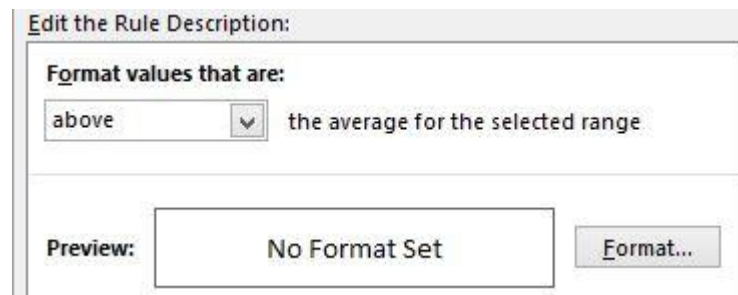 Edit the Rule Description:
Format values that are:
above the average for the selected range
Preview: No Format Set Format...